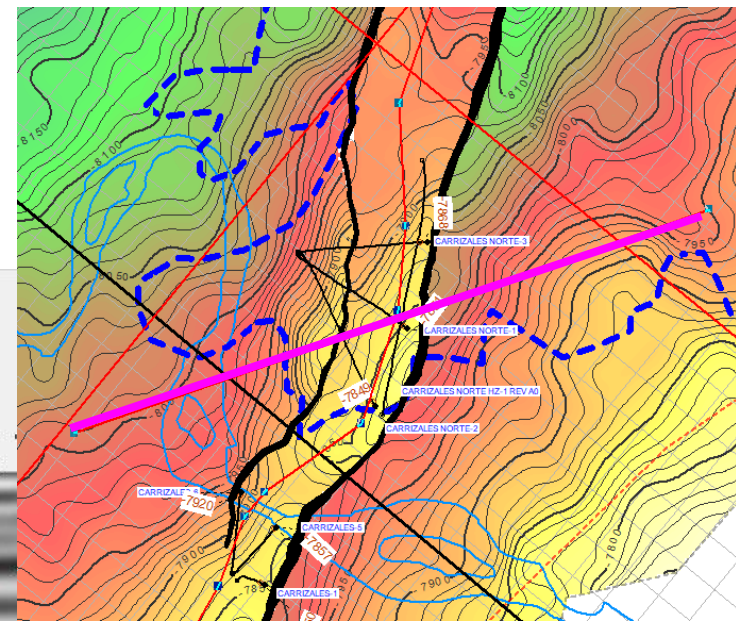 -7950
-8100
-8150
-8050
-8000
-8100
-7868
CARRIZALES NORTE-3
-7950
CARRIZALES NORTE-1
CARRIZALES NORTE HZ-1 REV A0
-7849
CARRIZALES NORTE-2
-7920
CARRIZALES-5
-7857
-7800
-7900
-7900
CARRIZALES-1